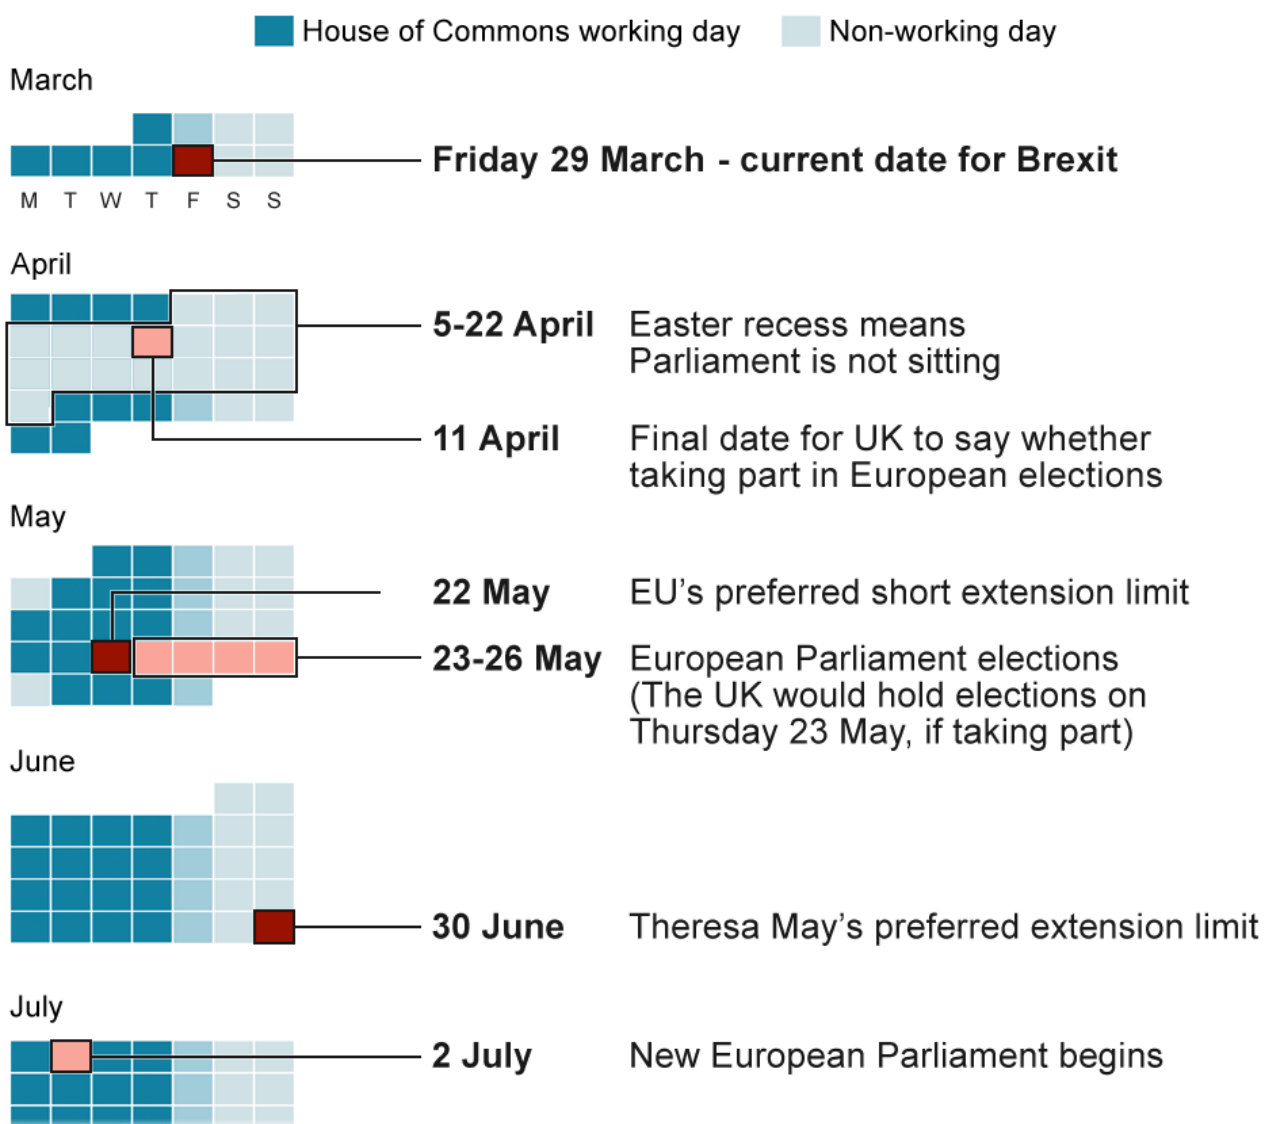 House of Commons working day
Non-working day
March
Friday 29 March - current date for Brexit
M T W T F S S
April
5-22 April
Easter recess means
Parliament is not sitting
11 April
Final date for UK to say whether
taking part in European elections
May
22 May
EU’s preferred short extension limit
23-26 May
European Parliament elections
(The UK would hold elections on
Thursday 23 May, if taking part)
June
30 June
Theresa May’s preferred extension limit
July
2 July
New European Parliament begins